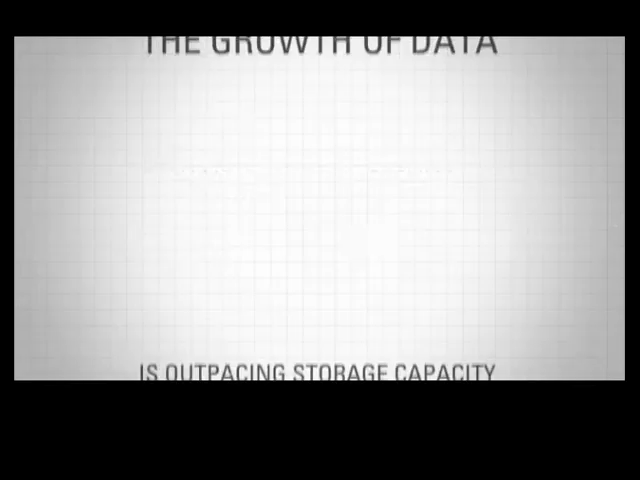 THE GROWTH OF DATA
IS OUTPACING STORAGE CAPACITY